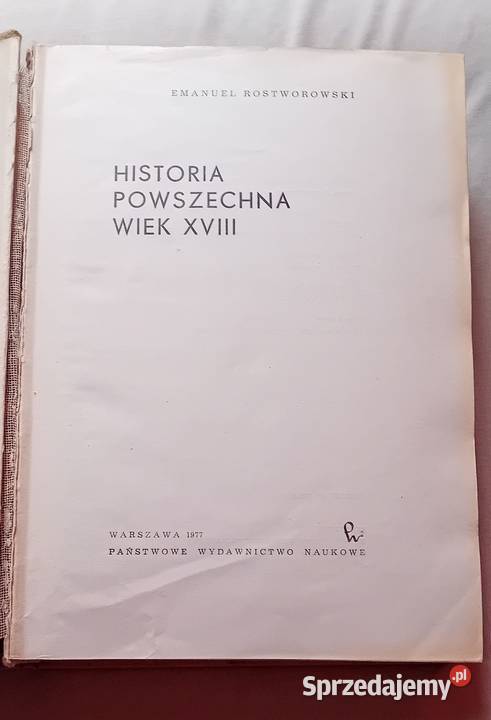 EMANUEL ROSTWOROWSKI
HISTORIA
POWSZECHNA
WIEK XVIII
WARSZAWA 1977
PAŃSTWOWE WYDAWNICTWO NAUKOWE
Sprzedajemy.pl